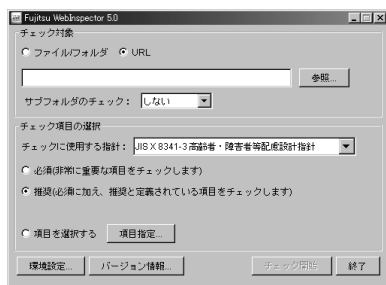 Fujitsu WebInspector 5.0
チェック対象
ファイル/フォルダ URL
参照...
サブフォルダのチェック： しない
チェック項目の選択
チェックに使用する指針： JIS X 8341-3 高齢者・障害者等配慮設計指針
必須(非常に重要な項目をチェックします)
推奨(必須に加え、推奨と定義されている項目をチェックします)
項目を選択する 項目指定...
環境設定... バージョン情報... チェック開始 終了